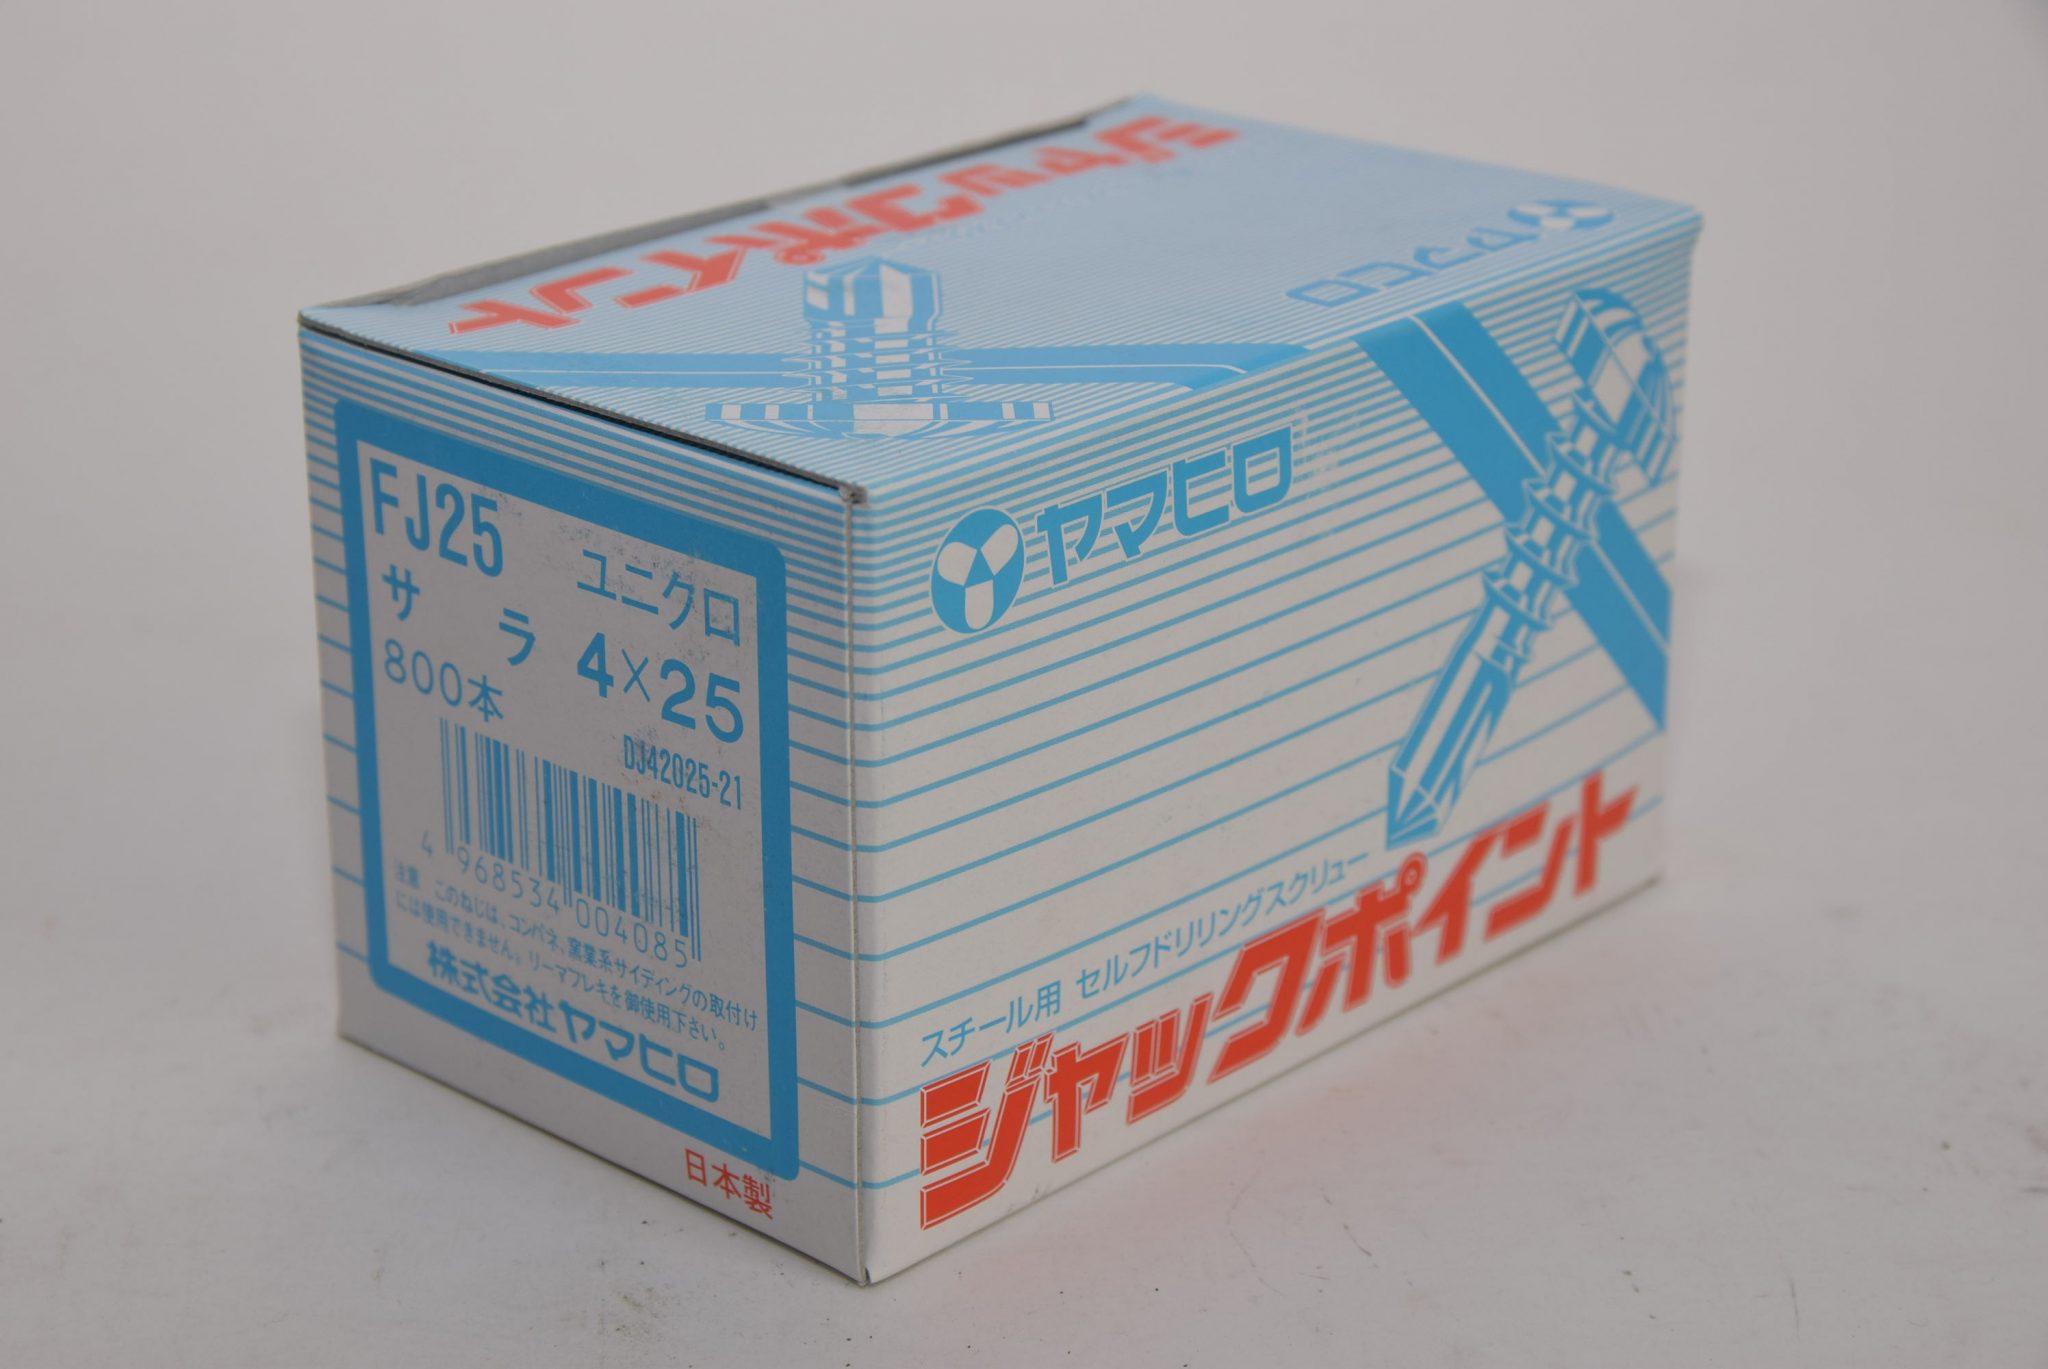 ジャックポイント
ヤマヒロ
FJ25 ユニクロ
サラ 4×25
800本
DJ42025-21
4 968534 004085
注意 このねじは、コンパネ、窯業系サイディングの取付け
には使用できません。リーマフレキを御使用下さい。
株式会社ヤマヒロ
日本製
ヤマヒロ
スチール用 セルフドリリングスクリュー
ジャックポイント